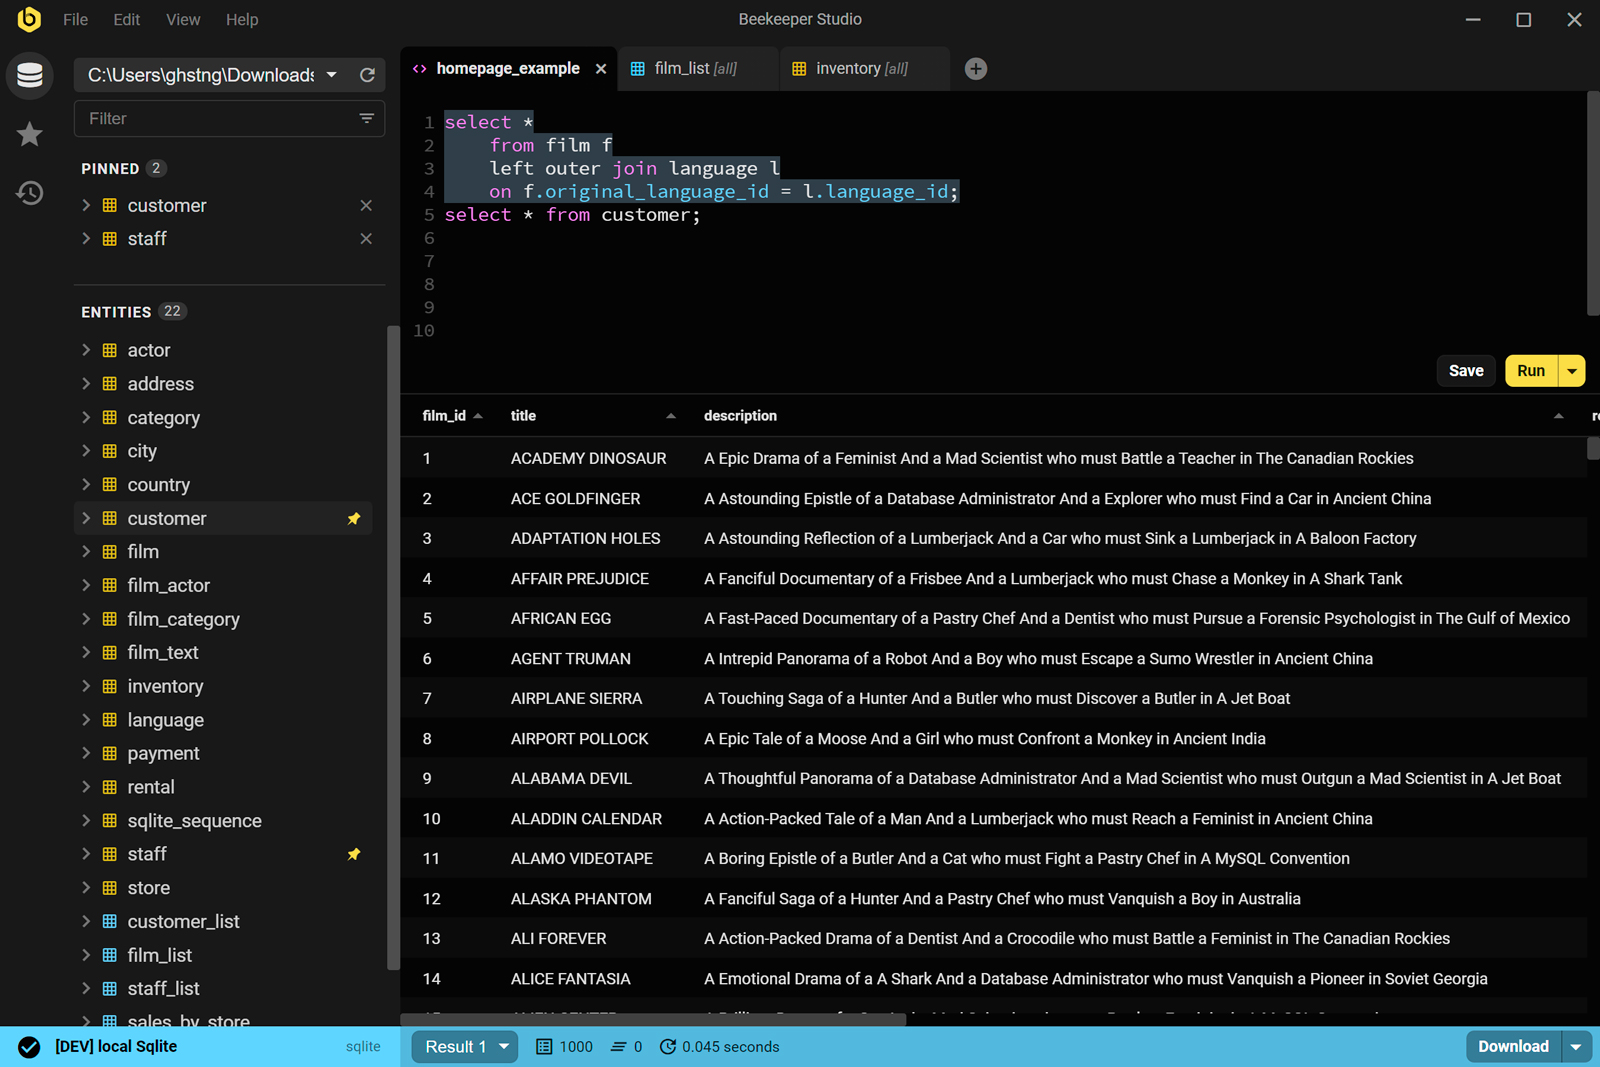 File Edit View Help
Beekeeper Studio
C:\Users\ghstng\Downloads
Filter
PINNED 2
customer
staff
ENTITIES 22
actor
address
category
city
country
customer
film
film_actor
film_category
film_text
inventory
language
payment
rental
sqlite_sequence
staff
store
customer_list
film_list
staff_list
sales_by_store
[DEV] local Sqlite sqlite
homepage_example film_list [all] inventory [all]
1 select *
2 from film f
3 left outer join language l
4 on f.original_language_id = l.language_id;
5 select * from customer;
6
7
8
9
10
Save Run
film_id title description
1 ACADEMY DINOSAUR A Epic Drama of a Feminist And a Mad Scientist who must Battle a Teacher in The Canadian Rockies
2 ACE GOLDFINGER A Astounding Epistle of a Database Administrator And a Explorer who must Find a Car in Ancient China
3 ADAPTATION HOLES A Astounding Reflection of a Lumberjack And a Car who must Sink a Lumberjack in A Baloon Factory
4 AFFAIR PREJUDICE A Fanciful Documentary of a Frisbee And a Lumberjack who must Chase a Monkey in A Shark Tank
5 AFRICAN EGG A Fast-Paced Documentary of a Pastry Chef And a Dentist who must Pursue a Forensic Psychologist in The Gulf of Mexico
6 AGENT TRUMAN A Intrepid Panorama of a Robot And a Boy who must Escape a Sumo Wrestler in Ancient China
7 AIRPLANE SIERRA A Touching Saga of a Hunter And a Butler who must Discover a Butler in A Jet Boat
8 AIRPORT POLLOCK A Epic Tale of a Moose And a Girl who must Confront a Monkey in Ancient India
9 ALABAMA DEVIL A Thoughtful Panorama of a Database Administrator And a Mad Scientist who must Outgun a Mad Scientist in A Jet Boat
10 ALADDIN CALENDAR A Action-Packed Tale of a Man And a Lumberjack who must Reach a Feminist in Ancient China
11 ALAMO VIDEOTAPE A Boring Epistle of a Butler And a Cat who must Fight a Pastry Chef in A MySQL Convention
12 ALASKA PHANTOM A Fanciful Saga of a Hunter And a Pastry Chef who must Vanquish a Boy in Australia
13 ALI FOREVER A Action-Packed Drama of a Dentist And a Crocodile who must Battle a Feminist in The Canadian Rockies
14 ALICE FANTASIA A Emotional Drama of a A Shark And a Database Administrator who must Vanquish a Pioneer in Soviet Georgia
Result 1 1000 0 0.045 seconds Download